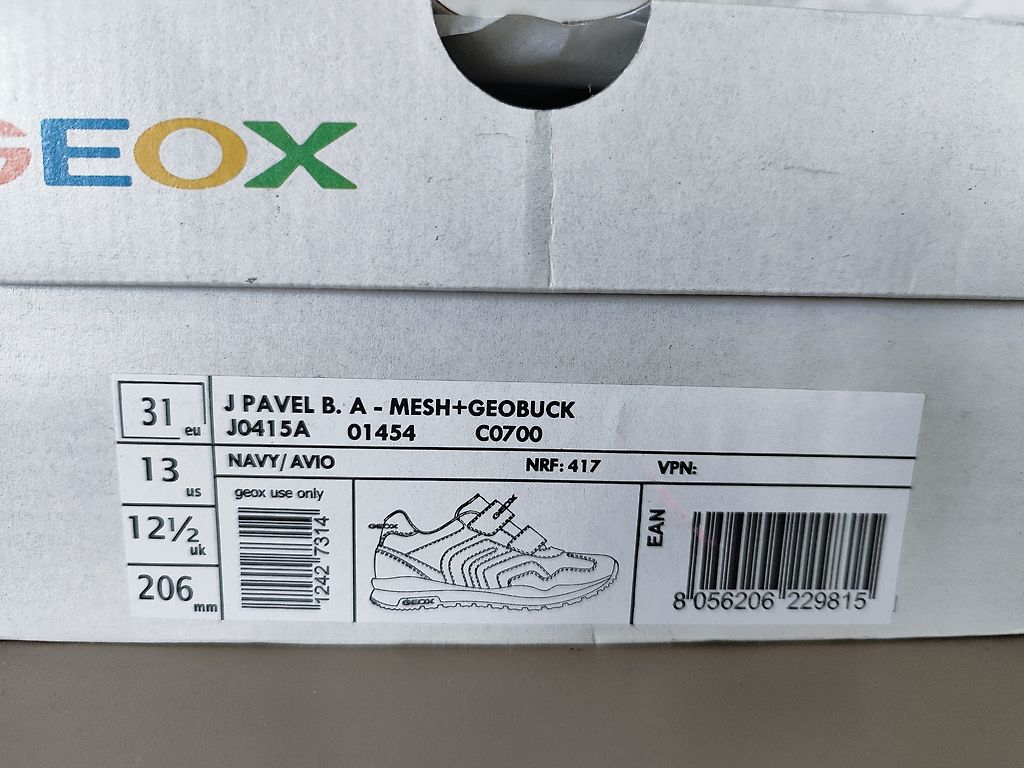 GEOX
31 eu
13 us
12½ uk
206 mm
J PAVEL B. A - MESH+GEOBUCK
J0415A 01454 C0700
NAVY/AVIO NRF: 417 VPN:
geox use only
1242 7314
GEOX
GEOX
GEOX
EAN
8 056206 229815